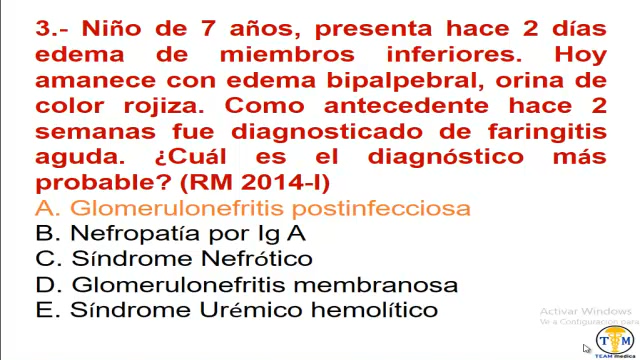 3.- Niño de 7 años, presenta hace 2 días
edema de miembros inferiores. Hoy
amanece con edema bipalpebral, orina de
color rojiza. Como antecedente hace 2
semanas fue diagnosticado de faringitis
aguda. ¿Cuál es el diagnóstico más
probable? (RM 2014-I)
A. Glomerulonefritis postinfecciosa
B. Nefropatía por Ig A
C. Síndrome Nefrótico
D. Glomerulonefritis membranosa
E. Síndrome Urémico hemolítico
Activar Windows
Ve a Configuración para
T M
TEAM medica